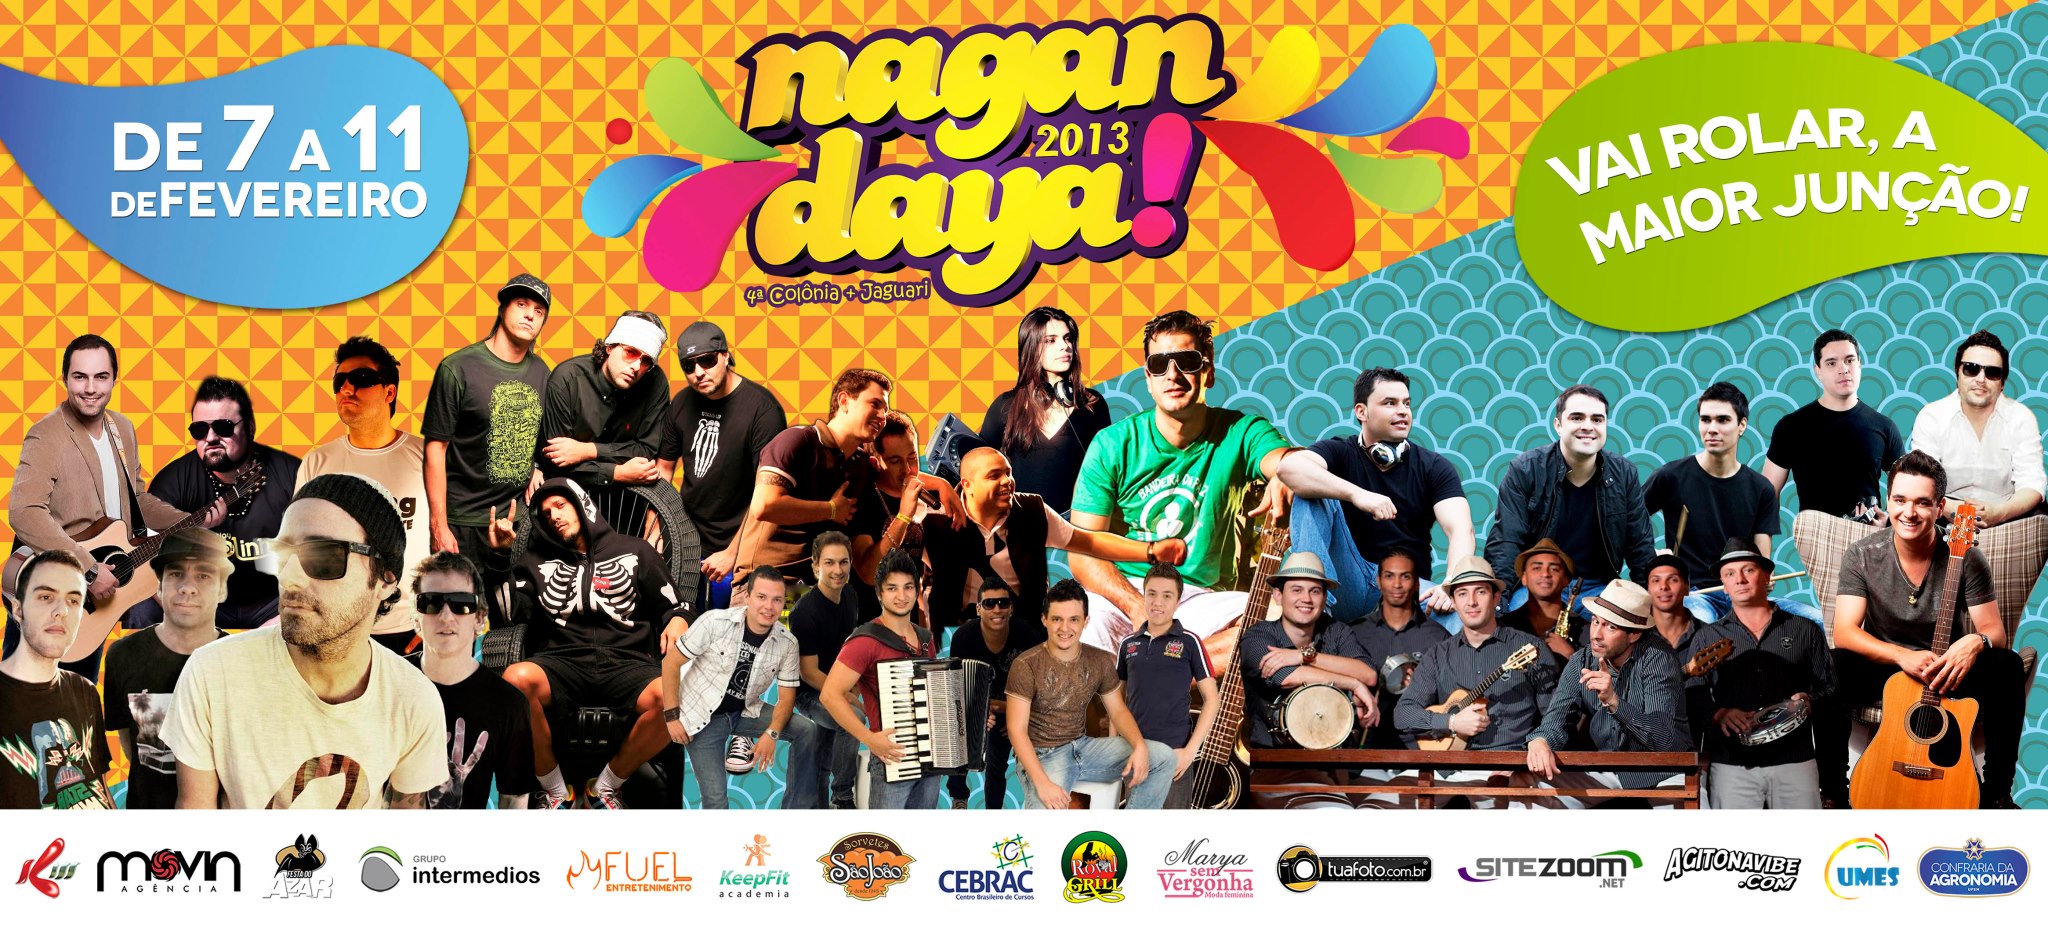 DE 7 A 11
DE FEVEREIRO
nagan
daya!
2013
4ª Colônia + Jaguari
VAI ROLAR, A
MAIOR JUNÇÃO!
BANDEIRA
MOVIN
AGÊNCIA
FESTA DO
AZAR
GRUPO
intermedios
FUEL
ENTRETENIMENTO
KeepFit
academia
Sorvetes
São João
CEBRAC
Centro Brasileiro de Cursos
Royal
GRILL
Marya
sem
Vergonha
Moda feminina
tuafoto.com.br
SITEZOOM
.NET
AGITONAVIBE
.COM
UMES
CONFRARIA DA
AGRONOMIA
UFSM